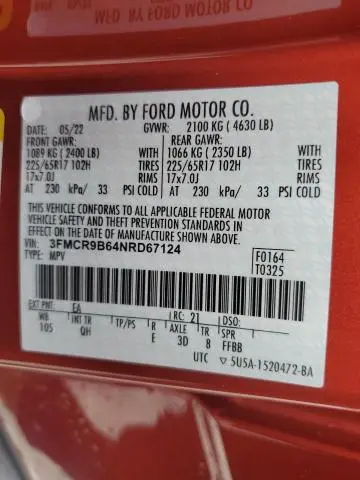 MFD. BY FORD MOTOR CO.
DATE: 05/22 GVWR: 2100 KG ( 4630 LB)
FRONT GAWR: REAR GAWR:
1089 KG ( 2400 LB) WITH 1066 KG ( 2350 LB) WITH
225/65R17 102H TIRES 225/65R17 102H TIRES
17x7.0J RIMS 17x7.0J RIMS
AT 230 kPa/ 33 PSI COLD AT 230 kPa/ 33 PSI COLD
THIS VEHICLE CONFORMS TO ALL APPLICABLE FEDERAL MOTOR
VEHICLE SAFETY AND THEFT PREVENTION STANDARDS IN
EFFECT ON THE DATE OF MANUFACTURE SHOWN ABOVE.
VIN: 3FMCR9B64NRD67124
TYPE: MPV
F0164
T0325
EXT PNT: EA RC: 21 DSO:
WB INT TR TP/PS R AXLE TR SPR
105 QH E 3D 8 FFBB
UTC ▽ 5U5A-1520472-BA